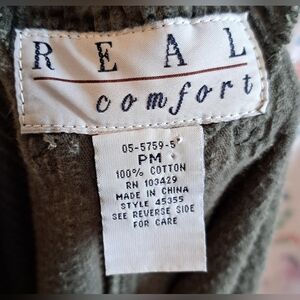 REAL
comfort
05-5759-5
PM
100% COTTON
RN 103429
MADE IN CHINA
STYLE 45355
SEE REVERSE SIDE
FOR CARE